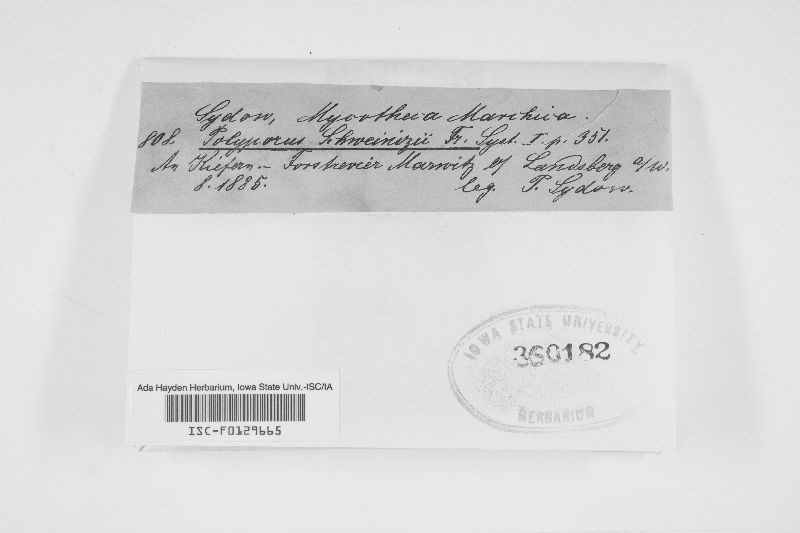 Sydow, Mycotheca Marchica.
808. Polyporus Schweinizii Fr. Syst. I. p. 351.
An Kiefern. – Forstrevier Marwitz b/ Landsberg a/W.
8. 1885. leg. P. Sydow.
IOWA STATE UNIVERSITY
360182
HERBARIUM
Ada Hayden Herbarium, Iowa State Univ.-ISC/IA
ISC-F0129665